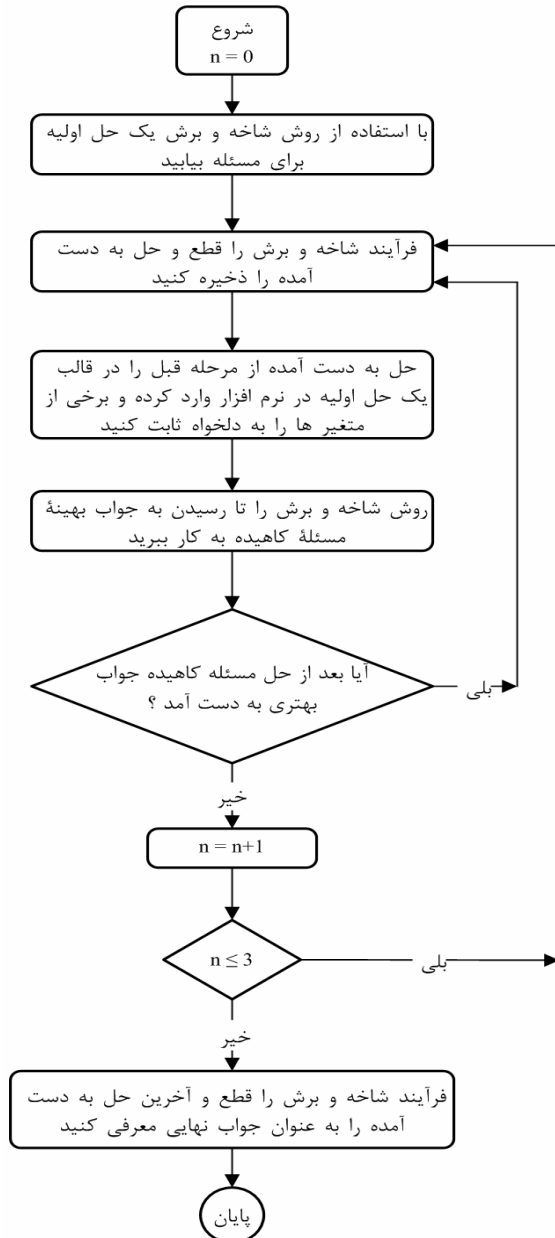 شروع
n = 0
با استفاده از روش شاخه و برش یک حل اولیه
برای مسئله بیابید
فرآیند شاخه و برش را قطع و حل به دست
آمده را ذخیره کنید
حل به دست آمده از مرحله قبل را در قالب
یک حل اولیه در نرم افزار وارد کرده و برخی از
متغیر ها را به دلخواه ثابت کنید
روش شاخه و برش را تا رسیدن به جواب بهینۀ
مسئلۀ کاهیده به کار ببرید
آیا بعد از حل مسئله کاهیده جواب
بهتری به دست آمد ؟
بلی
خیر
n = n+1
n ≤ 3
بلی
خیر
فرآیند شاخه و برش را قطع و آخرین حل به دست
آمده را به عنوان جواب نهایی معرفی کنید
پایان